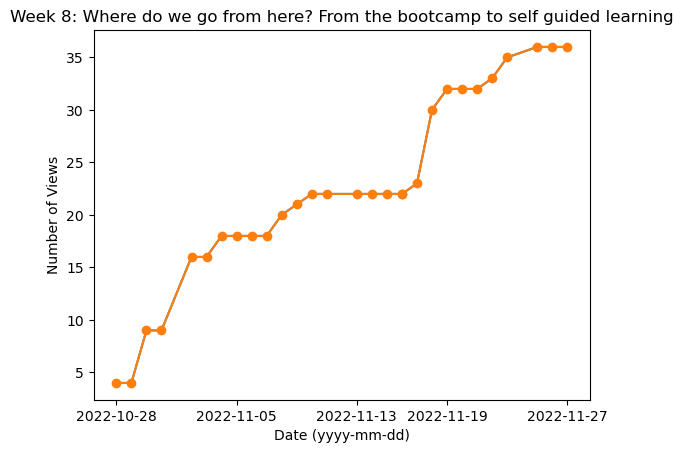 Week 8: Where do we go from here? From the bootcamp to self guided learning
35
30
25
20
15
10
5
Number of Views
2022-10-28 2022-11-05 2022-11-13 2022-11-19 2022-11-27
Date (yyyy-mm-dd)